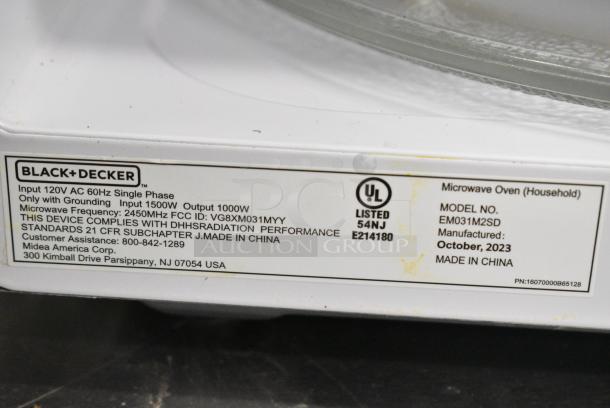 BLACK+DECKER™
Input 120V AC 60Hz Single Phase
Only with Grounding Input 1500W Output 1000W
Microwave Frequency: 2450MHz FCC ID: VG8XM031MYY
THIS DEVICE COMPLIES WITH DHHSRADIATION PERFORMANCE
STANDARDS 21 CFR SUBCHAPTER J.MADE IN CHINA
Customer Assistance: 800-842-1289
Midea America Corp.
300 Kimball Drive Parsippany, NJ 07054 USA
UL
LISTED
54NJ
E214180
Microwave Oven (Household)
MODEL NO.
EM031M2SD
Manufactured:
October, 2023
MADE IN CHINA
PN:16070000B65128
PCI
AUCTION GROUP